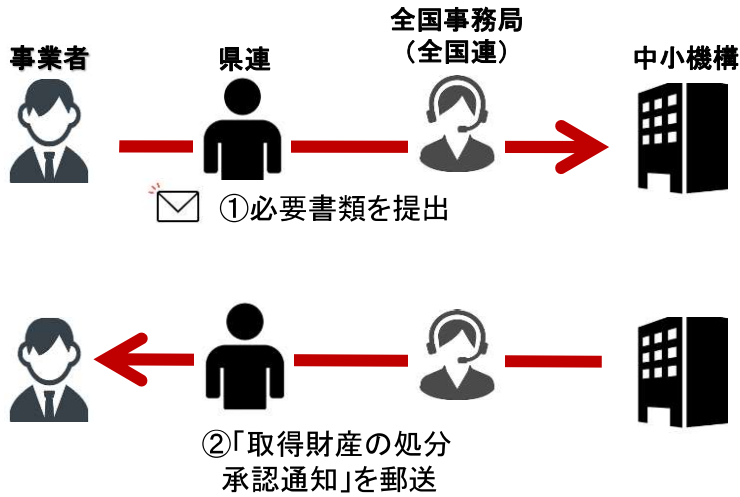 全国事務局
（全国連）
事業者
県連
中小機構
①必要書類を提出
②「取得財産の処分
承認通知」を郵送